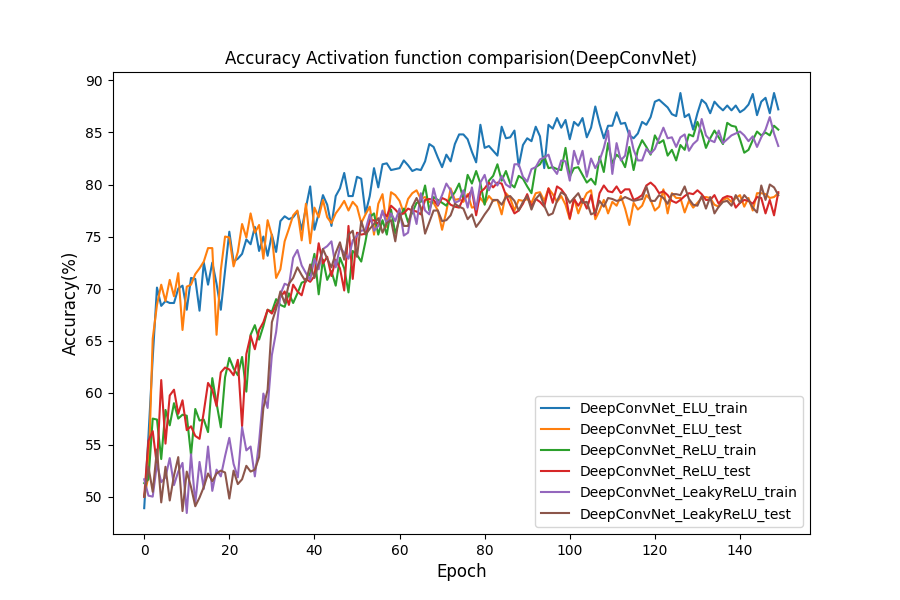 Accuracy Activation function comparision(DeepConvNet)
90
85
80
75
70
65
60
55
50
Accuracy(%)
0 20 40 60 80 100 120 140
Epoch
DeepConvNet_ELU_train
DeepConvNet_ELU_test
DeepConvNet_ReLU_train
DeepConvNet_ReLU_test
DeepConvNet_LeakyReLU_train
DeepConvNet_LeakyReLU_test